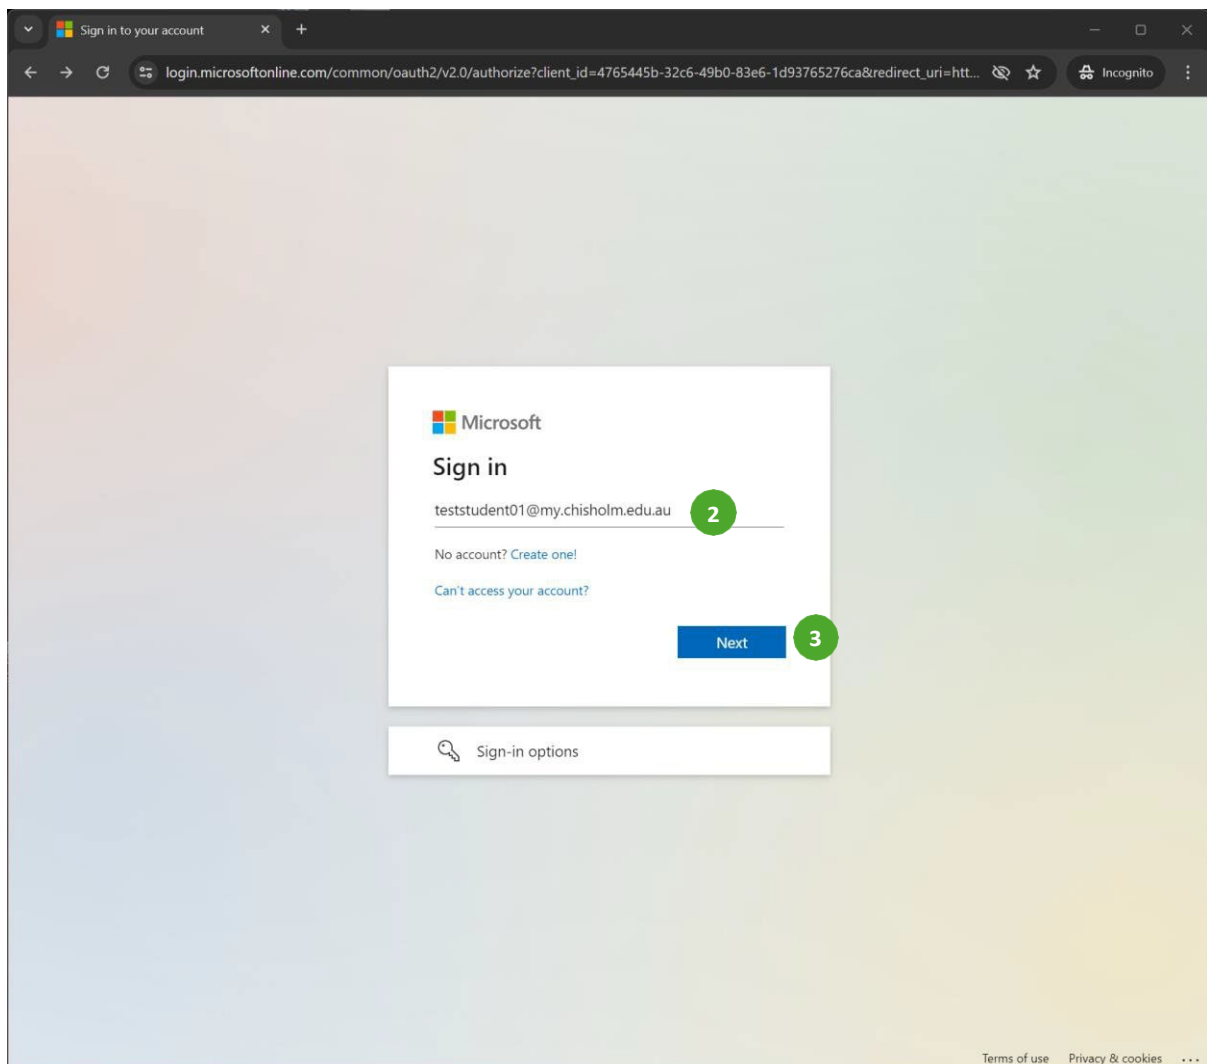 Sign in to your account
login.microsoftonline.com/common/oauth2/v2.0/authorize?client_id=4765445b-32c6-49b0-83e6-1d93765276ca&redirect_uri=htt...
Incognito
Microsoft
Sign in
teststudent01@my.chisholm.edu.au
2
No account? Create one!
Can't access your account?
Next
3
Sign-in options
Terms of use Privacy & cookies ...